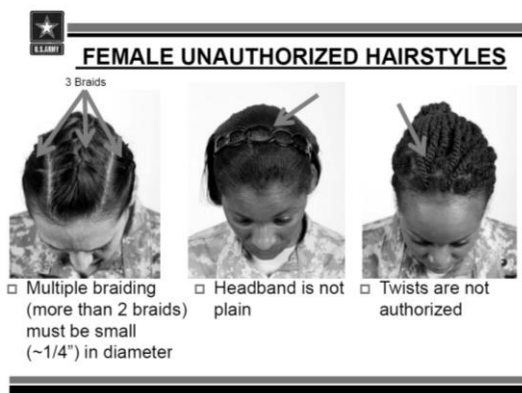 U.S.ARMY
FEMALE UNAUTHORIZED HAIRSTYLES
3 Braids
Multiple braiding
(more than 2 braids)
must be small
(~1/4”) in diameter
Headband is not
plain
Twists are not
authorized